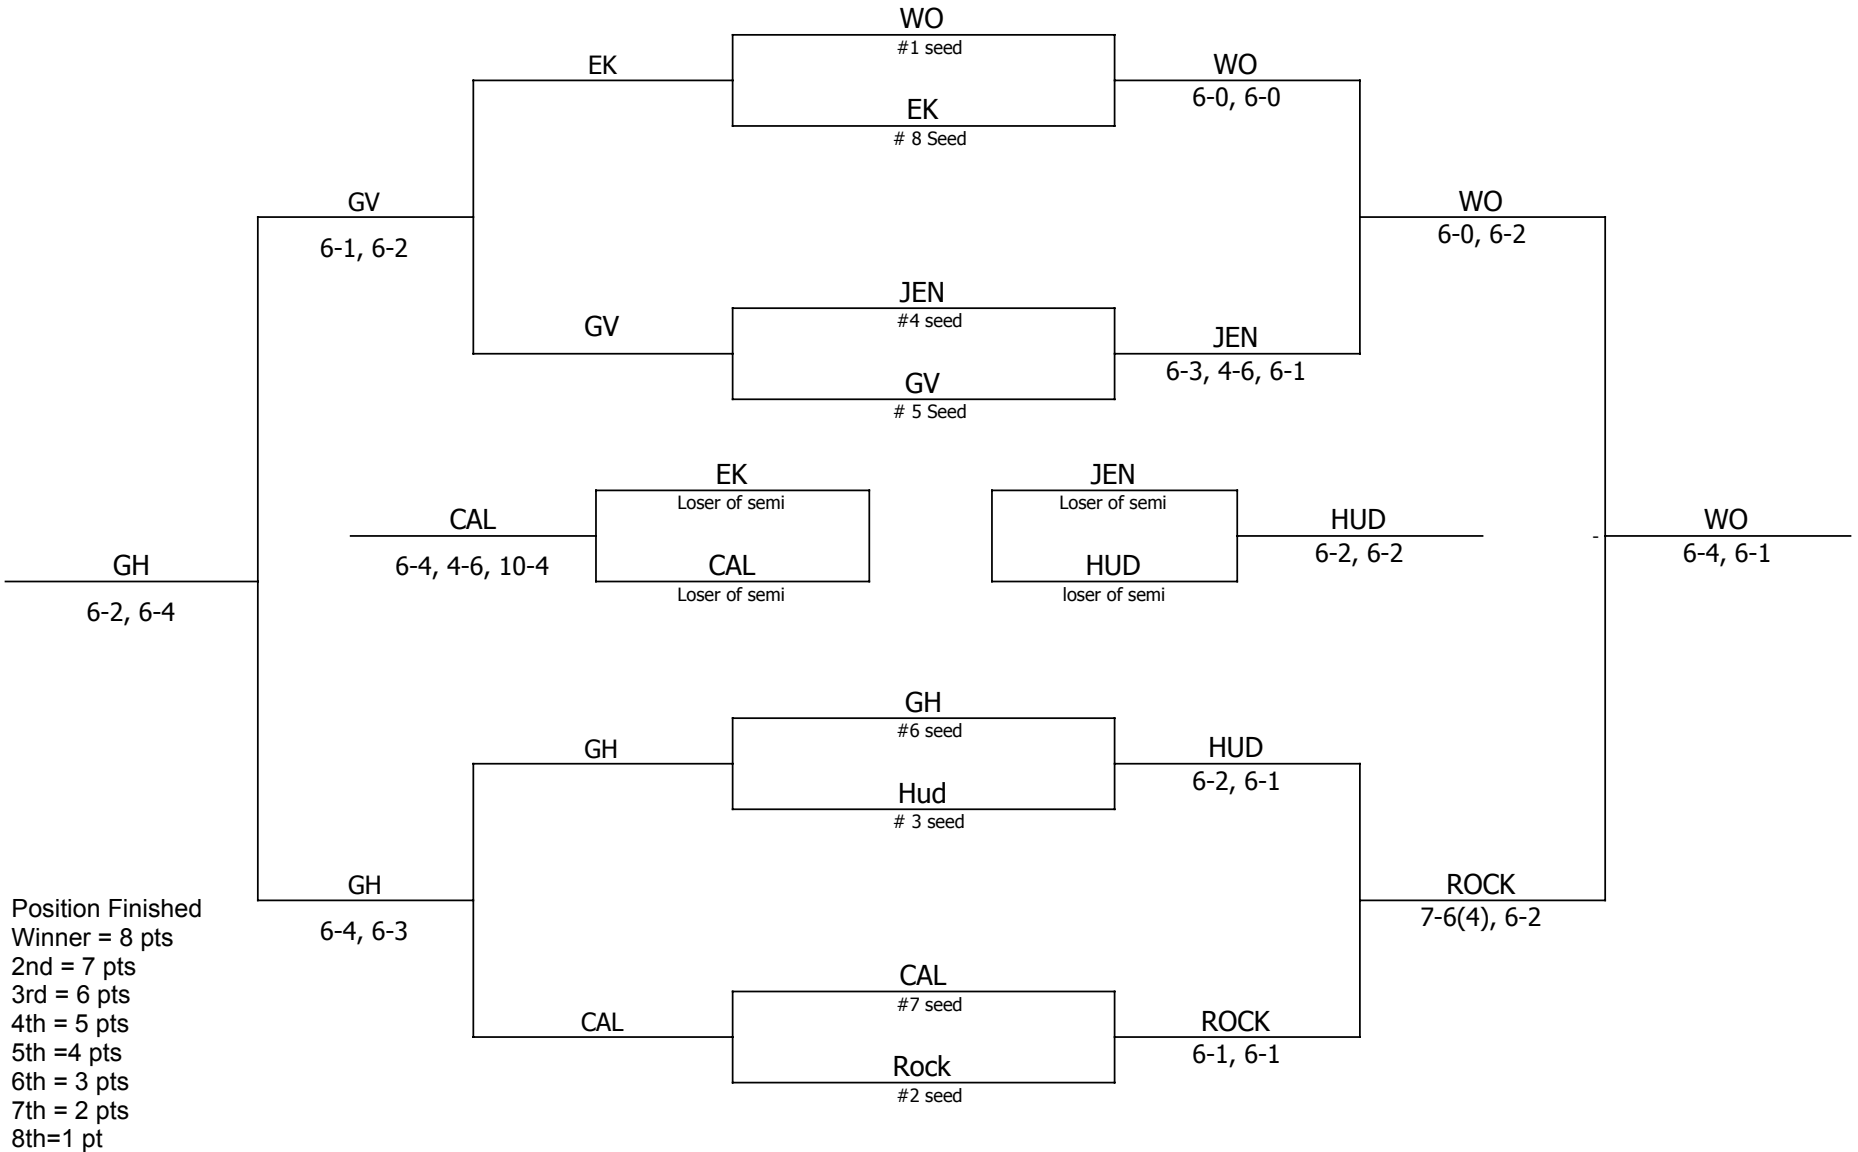 WO
#1 seed
EK
WO
6-0, 6-0
EK
# 8 Seed
GV
6-1, 6-2
WO
6-0, 6-2
JEN
#4 seed
GV
JEN
6-3, 4-6, 6-1
GV
# 5 Seed
EK
Loser of semi
JEN
Loser of semi
CAL
6-4, 4-6, 10-4
HUD
6-2, 6-2
-
WO
6-4, 6-1
GH
6-2, 6-4
CAL
Loser of semi
HUD
loser of semi
GH
#6 seed
GH
HUD
6-2, 6-1
Hud
# 3 seed
GH
6-4, 6-3
ROCK
7-6(4), 6-2
CAL
#7 seed
CAL
ROCK
6-1, 6-1
Rock
#2 seed
Position Finished
Winner = 8 pts
2nd = 7 pts
3rd = 6 pts
4th = 5 pts
5th =4 pts
6th = 3 pts
7th = 2 pts
8th=1 pt